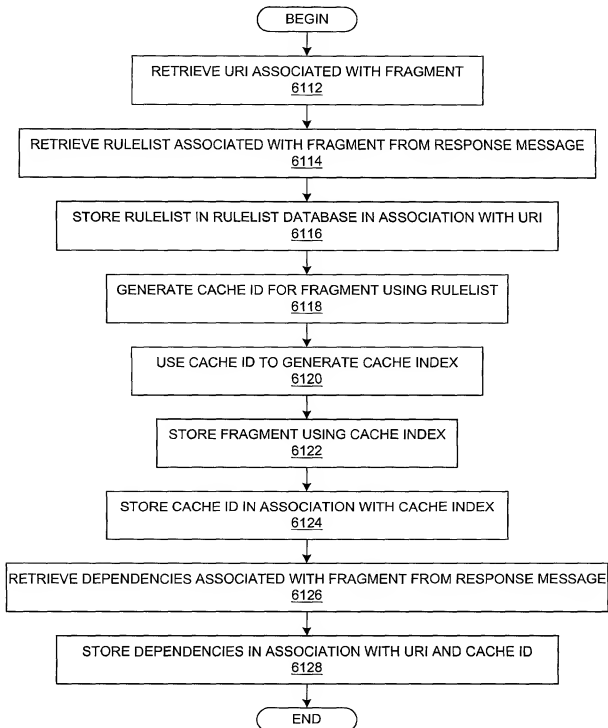 BEGIN
RETRIEVE URI ASSOCIATED WITH FRAGMENT
6112
RETRIEVE RULELIST ASSOCIATED WITH FRAGMENT FROM RESPONSE MESSAGE
6114
STORE RULELIST IN RULELIST DATABASE IN ASSOCIATION WITH URI
6116
GENERATE CACHE ID FOR FRAGMENT USING RULELIST
6118
USE CACHE ID TO GENERATE CACHE INDEX
6120
STORE FRAGMENT USING CACHE INDEX
6122
STORE CACHE ID IN ASSOCIATION WITH CACHE INDEX
6124
RETRIEVE DEPENDENCIES ASSOCIATED WITH FRAGMENT FROM RESPONSE MESSAGE
6126
STORE DEPENDENCIES IN ASSOCIATION WITH URI AND CACHE ID
6128
END